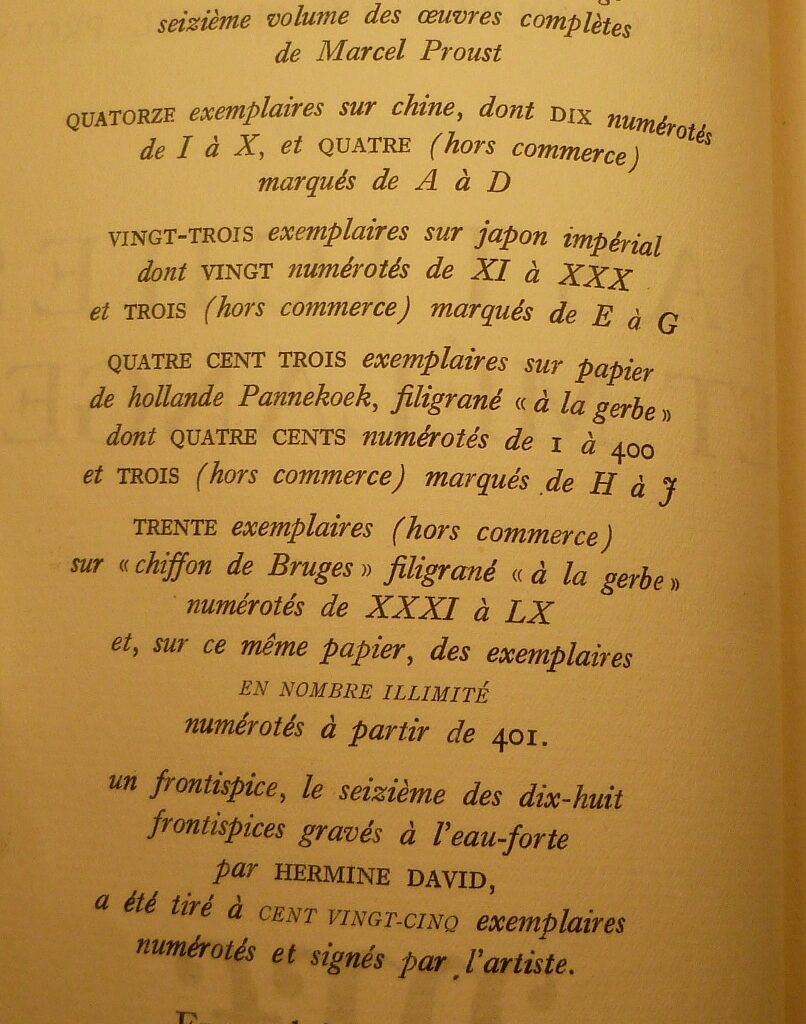 seizième volume des œuvres complètes
de Marcel Proust
QUATORZE exemplaires sur chine, dont DIX numérotés
de I à X, et QUATRE (hors commerce)
marqués de A à D
VINGT-TROIS exemplaires sur japon impérial
dont VINGT numérotés de XI à XXX
et TROIS (hors commerce) marqués de E à G
QUATRE CENT TROIS exemplaires sur papier
de hollande Pannekoek, filigrané « à la gerbe »
dont QUATRE CENTS numérotés de 1 à 400
et TROIS (hors commerce) marqués de H à J
TRENTE exemplaires (hors commerce)
sur « chiffon de Bruges » filigrané « à la gerbe »
numérotés de XXXI à LX
et, sur ce même papier, des exemplaires
EN NOMBRE ILLIMITÉ
numérotés à partir de 401.
un frontispice, le seizième des dix-huit
frontispices gravés à l'eau-forte
par HERMINE DAVID,
a été tiré à CENT VINGT-CINQ exemplaires
numérotés et signés par l'artiste.